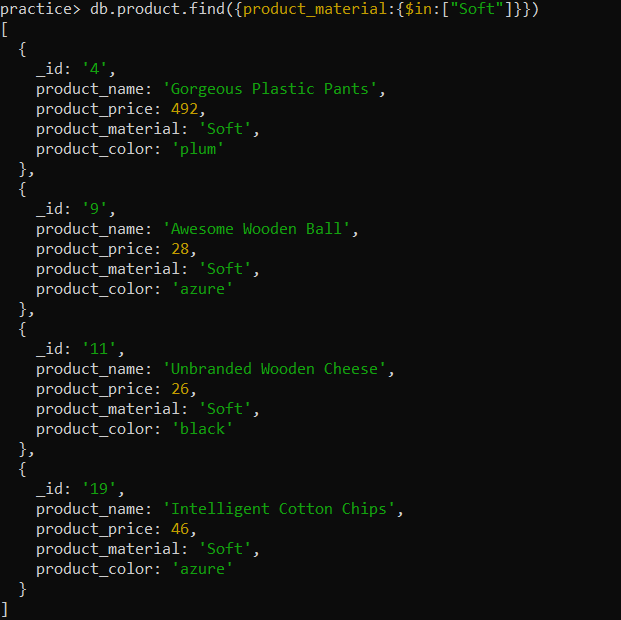 practice> db.product.find({product_material:{$in:["Soft"]}})
[
  {
    _id: '4',
    product_name: 'Gorgeous Plastic Pants',
    product_price: 492,
    product_material: 'Soft',
    product_color: 'plum'
  },
  {
    _id: '9',
    product_name: 'Awesome Wooden Ball',
    product_price: 28,
    product_material: 'Soft',
    product_color: 'azure'
  },
  {
    _id: '11',
    product_name: 'Unbranded Wooden Cheese',
    product_price: 26,
    product_material: 'Soft',
    product_color: 'black'
  },
  {
    _id: '19',
    product_name: 'Intelligent Cotton Chips',
    product_price: 46,
    product_material: 'Soft',
    product_color: 'azure'
  }
]